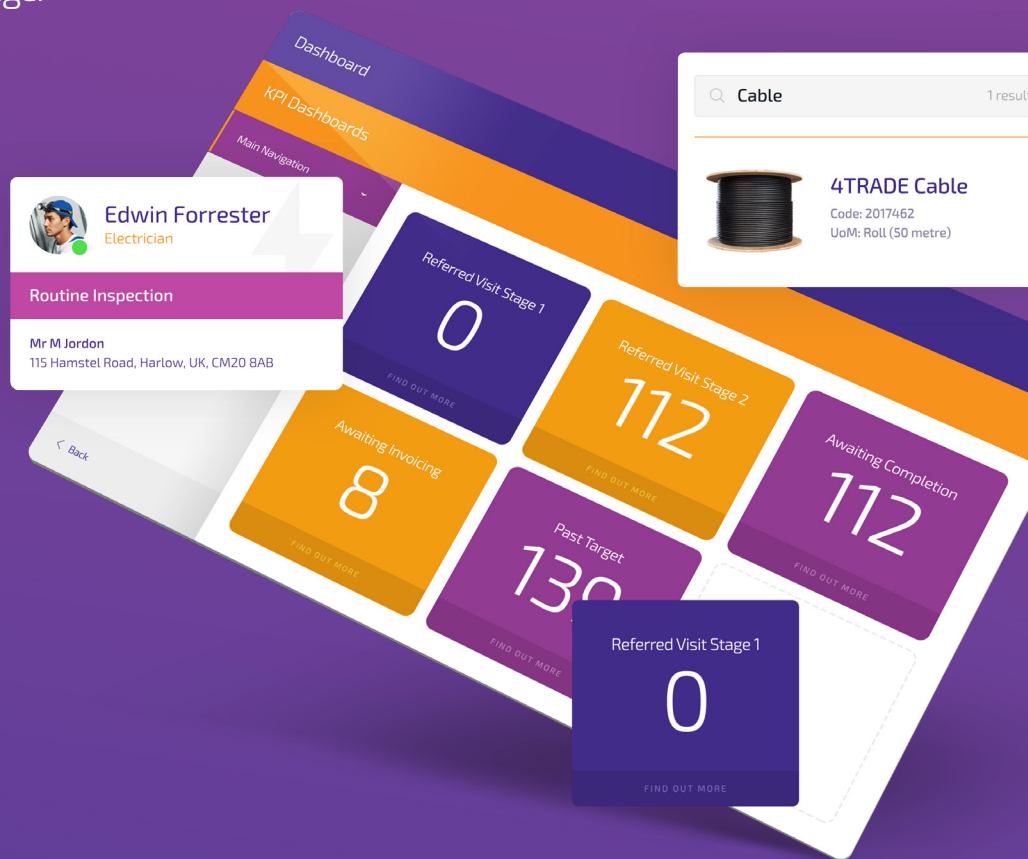 Dashboard
KPI Dashboards
Main Navigation
Cable
1 result
4TRADE Cable
Code: 2017462
UoM: Roll (50 metre)
Edwin Forrester
Electrician
Routine Inspection
Mr M Jordon
115 Hamstel Road, Harlow, UK, CM20 8AB
Back
Referred Visit Stage 1
0
FIND OUT MORE
Referred Visit Stage 2
112
FIND OUT MORE
Awaiting Completion
112
FIND OUT MORE
Awaiting Invoicing
8
FIND OUT MORE
Past Target
FIND OUT MORE
Referred Visit Stage 1
0
FIND OUT MORE